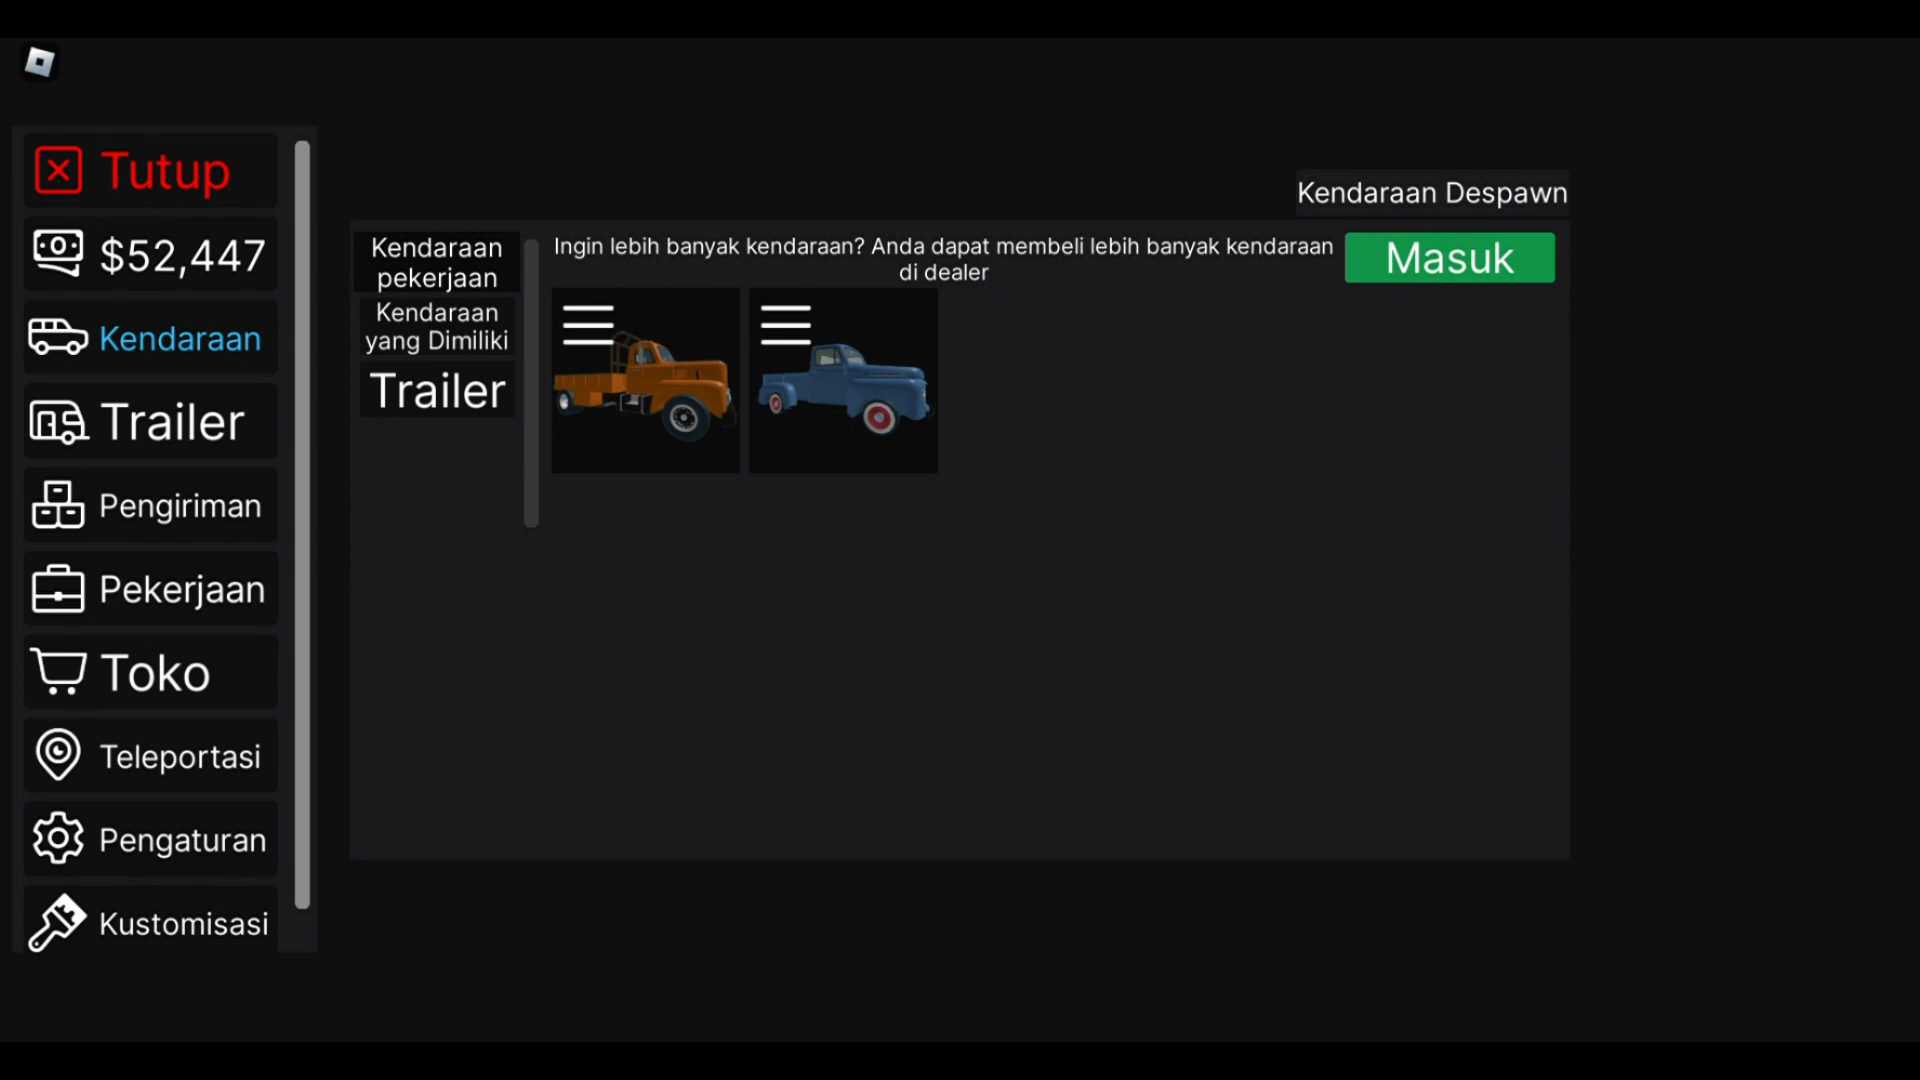 Tutup
$52,447
Kendaraan
Trailer
Pengiriman
Pekerjaan
Toko
Teleportasi
Pengaturan
Kustomisasi
Kendaraan Despawn
Kendaraan
pekerjaan
Kendaraan
yang Dimiliki
Trailer
Ingin lebih banyak kendaraan? Anda dapat membeli lebih banyak kendaraan
di dealer
Masuk